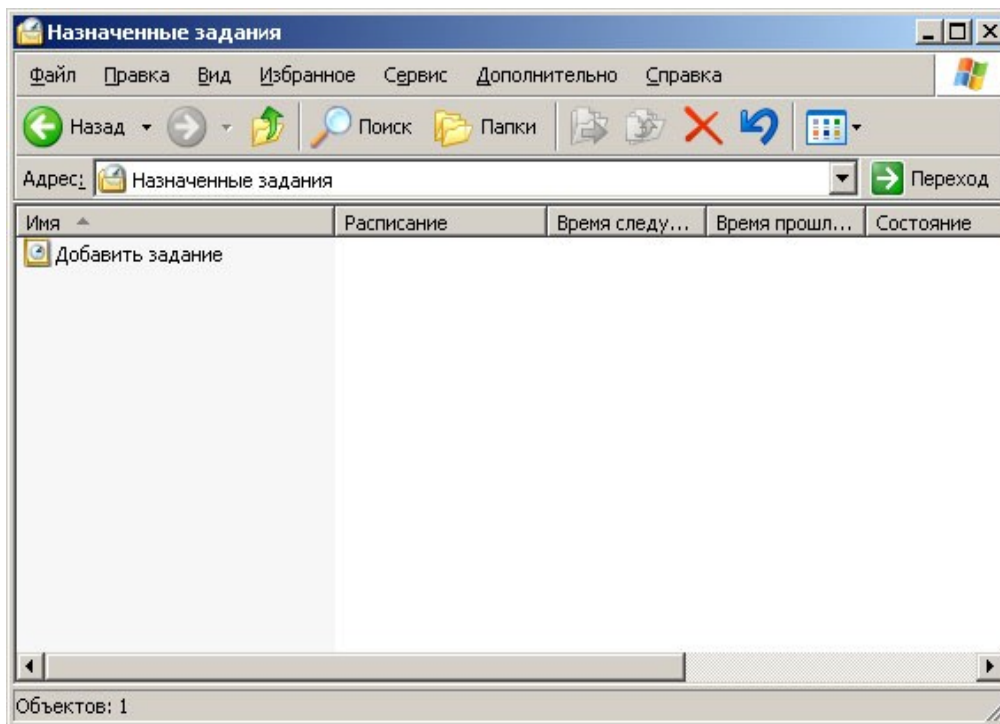 Назначенные задания
Файл Правка Вид Избранное Сервис Дополнительно Справка
Назад Поиск Папки
Адрес: Назначенные задания Переход
Имя Расписание Время следу... Время прошл... Состояние
Добавить задание
Объектов: 1